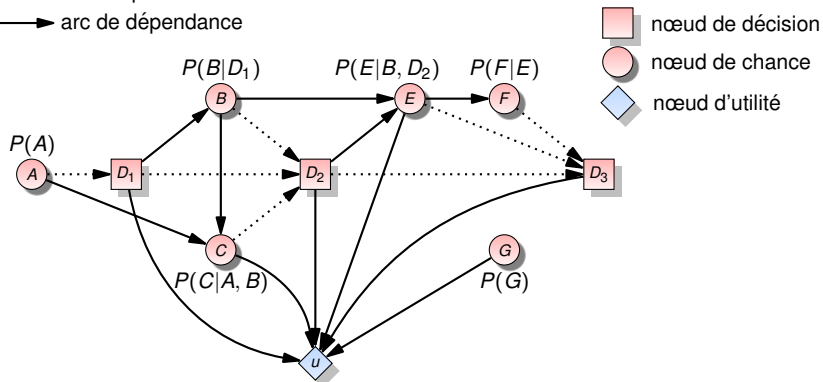 arc de dépendance
nœud de décision
nœud de chance
nœud d'utilité
P(B|D₁)
P(E|B, D₂)
P(F|E)
B
E
F
P(A)
A
D₁
D₂
D₃
C
G
P(C|A, B)
P(G)
u